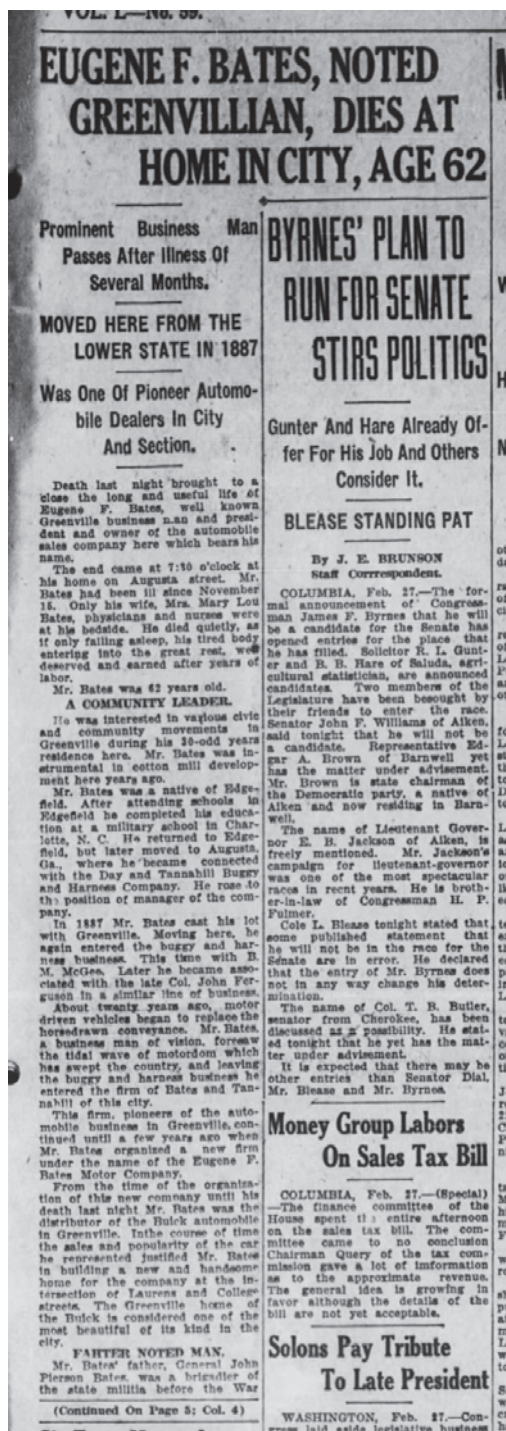 VOL. L—No. 59.
EUGENE F. BATES, NOTED
GREENVILLIAN, DIES AT
HOME IN CITY, AGE 62
Prominent Business Man
Passes After Illness Of
Several Months.
MOVED HERE FROM THE
LOWER STATE IN 1887
Was One Of Pioneer Automo-
bile Dealers In City
And Section.
Death last night brought to a
close the long and useful life of
Eugene F. Bates, well known
Greenville business man and presi-
dent and owner of the automobile
sales company here which bears his
name.
The end came at 7:30 o'clock at
his home on Augusta street. Mr.
Bates had been ill since November
15. Only his wife, Mrs. Mary Lou
Bates, physicians and nurses were
at his bedside. He died quietly, as
if only falling asleep, his tired body
entering into the great rest, well
deserved and earned after years of
labor.
Mr. Bates was 62 years old.
A COMMUNITY LEADER.
He was interested in various civic
and community movements in
Greenville during his 30-odd years
residence here. Mr. Bates was in-
strumental in cotton mill develop-
ment here years ago.
Mr. Bates was a native of Edge-
field. After attending schools in
Edgefield he completed his educa-
tion at a military school in Char-
lotte, N. C. He returned to Edge-
field, but later moved to Augusta,
Ga., where he became connected
with the Day and Tannahill Buggy
and Harness Company. He rose to
the position of manager of the com-
pany.
In 1887 Mr. Bates cast his lot
with Greenville. Moving here, he
again entered the buggy and har-
ness business. This time with B.
M. McGee. Later he became asso-
ciated with the late Col. John Fer-
guson in a similar line of business.
About twenty years ago, motor
driven vehicles began to replace the
horsedrawn conveyance. Mr. Bates,
a business man of vision, foresaw
the tidal wave of motordom which
has swept the country, and leaving
the buggy and harness business he
entered the firm of Bates and Tan-
nahill of this city.
This firm, pioneers of the auto-
mobile business in Greenville, con-
tinued until a few years ago when
Mr. Bates organized a new firm
under the name of the Eugene F.
Bates Motor Company.
From the time of the organiza-
tion of this new company until his
death last night Mr. Bates was the
distributor of the Buick automobile
in Greenville. Inthe course of time
the sales and popularity of the car
he represented justified Mr. Bates
in building a new and handsome
home for the company at the in-
tersection of Laurens and College
streets. The Greenville home of
the Buick is considered one of the
most beautiful of its kind in the
city.
FARTER NOTED MAN.
Mr. Bates' father, General John
Pierson Bates, was a brigadier of
the state militia before the War
(Continued On Page 5; Col. 4)
BYRNES' PLAN TO
RUN FOR SENATE
STIRS POLITICS
Gunter And Hare Already Of-
fer For His Job And Others
Consider It.
BLEASE STANDING PAT
By J. E. BRUNSON
Staff Corrrespondent.
COLUMBIA, Feb. 27.—The for-
mal announcement of Congress-
man James F. Byrnes that he will
be a candidate for the Senate has
opened entries for the place that
he has filled. Solicitor R. L. Gunt-
er and B. B. Hare of Saluda, agri-
cultural statistician, are announced
candidates. Two members of the
Legislature have been besought by
their friends to enter the race.
Senator John F. Williams of Aiken,
said tonight that he will not be
a candidate. Representative Ed-
gar A. Brown of Barnwell yet
has the matter under advisement.
Mr. Brown is state chairman of
the Democratic party, a native of
Aiken and now residing in Barn-
well.
The name of Lieutenant Gover-
nor E. B. Jackson of Aiken, is
freely mentioned. Mr. Jackson's
campaign for lieutenant-governor
was one of the most spectacular
races in recnt years. He is broth-
er-in-law of Congressman H. P.
Fulmer.
Cole L. Blease tonight stated that
some published statement that
he will not be in the race for the
Senate are in error. He declared
that the entry of Mr. Byrnes does
not in any way change his deter-
mination.
The name of Col. T. B. Butler,
senator from Cherokee, has been
discussed as a possibility. He stat-
ed tonight that he yet has the mat-
ter under advisement.
It is expected that there may be
other entries than Senator Dial,
Mr. Blease and Mr. Byrnes.
Money Group Labors
On Sales Tax Bill
COLUMBIA, Feb. 27.—(Special)
—The finance committee of the
House spent the entire afternoon
on the sales tax bill. The com-
mittee came to no conclusion
Chairman Query of the tax com-
mission gave a lot of imformation
as to the approximate revenue.
The general idea is growing in
favor although the details of the
bill are not yet acceptable.
Solons Pay Tribute
To Late President
WASHINGTON, Feb. 27.—Con-
gress laid aside legislative business